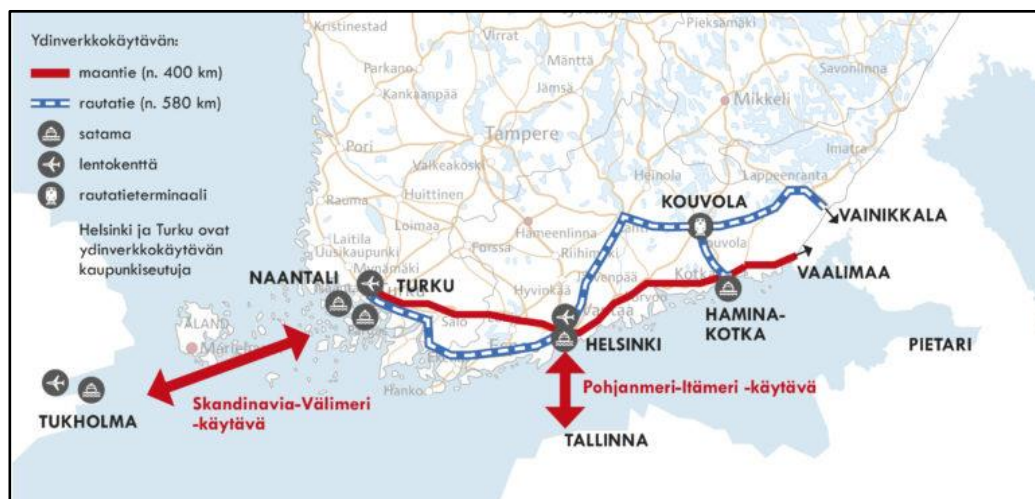 Ydinverkkokäytävän:
maantie (n. 400 km)
rautatie (n. 580 km)
satama
lentokenttä
rautatieterminaali
Helsinki ja Turku ovat
ydinverkkokäytävän
kaupunkiseutuja
Kristinestad
Virrat
Mänttä
Pieksämäki
Savonlinna
Parkano
Kankaanpää
Jämsä
Mikkeli
Tampere
Pori
Valkeakoski
Imatra
Huittinen
Heinola
Lappeenranta
Rauma
KOUVOLA
VAINIKKALA
Laitila
Loimaa
Hämeenlinna
Forssa
Riihimäki
Uusikaupunki
Mynämäki
VAALIMAA
NAANTALI
TURKU
Hyvinkää
Järvenpää
Kotka
Salo
Vantaa
HAMINA-
KOTKA
HELSINKI
PIETARI
ÅLAND
Hanko
Pohjanmeri-Itämeri -käytävä
Skandinavia-Välimeri
-käytävä
TUKHOLMA
TALLINNA